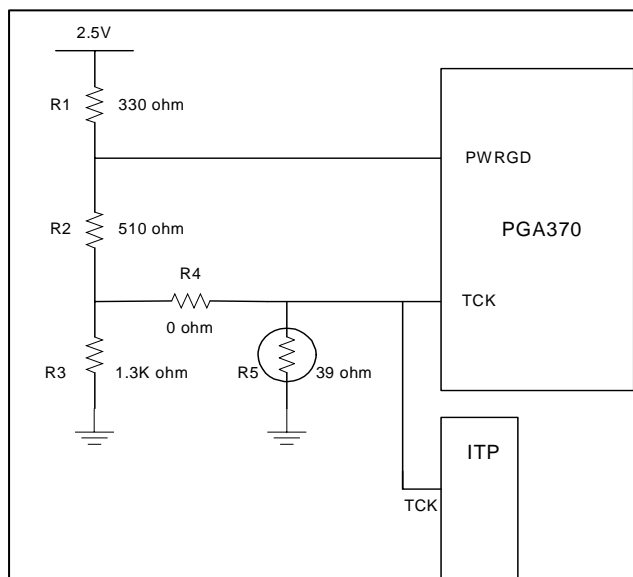 2.5V
R1 330 ohm
PWRGD
R2 510 ohm
PGA370
R4
TCK
0 ohm
R3 1.3K ohm
R5 39 ohm
ITP
TCK